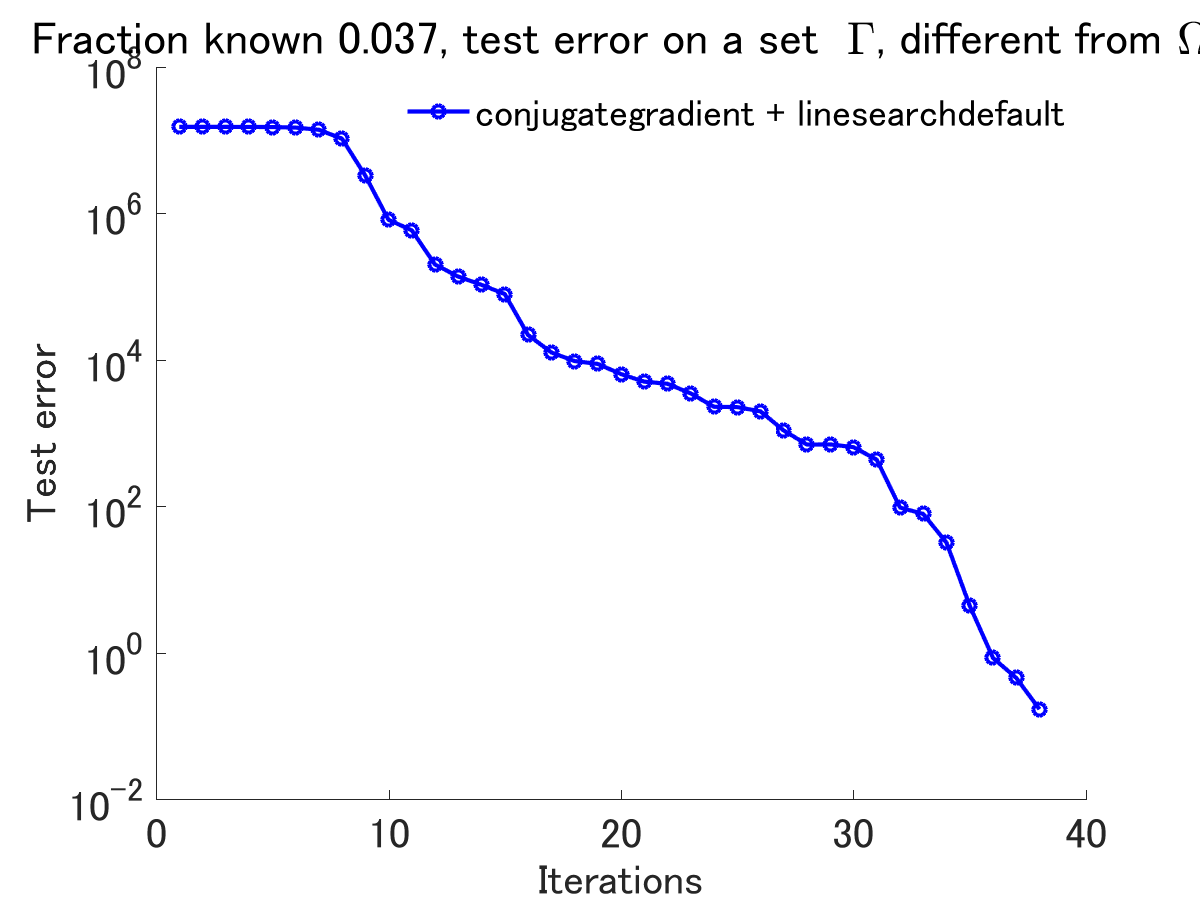 Fraction known 0.037, test error on a set Γ, different from Ω
10^8
conjugategradient + linesearchdefault
10^6
10^4
10^2
10^0
10^−2
Test error
0 10 20 30 40
Iterations